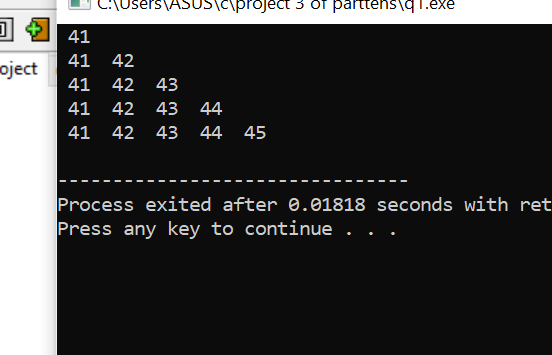 C:\Users\ASUS\c\project 3 of parttens\q1.exe
oject
41
41 42
41 42 43
41 42 43 44
41 42 43 44 45
--------------------------------
Process exited after 0.01818 seconds with ret
Press any key to continue . . .